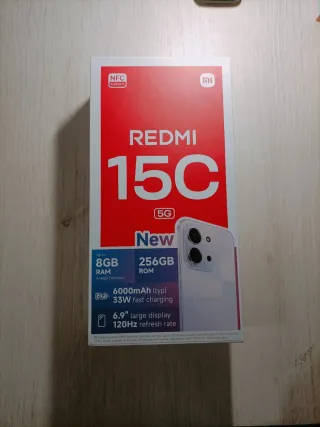 NFC
REDMI
15C
5G
New
8GB
RAM
256GB
ROM
6000mAh (typ)
33W fast charging
6.9" large display
120Hz refresh rate